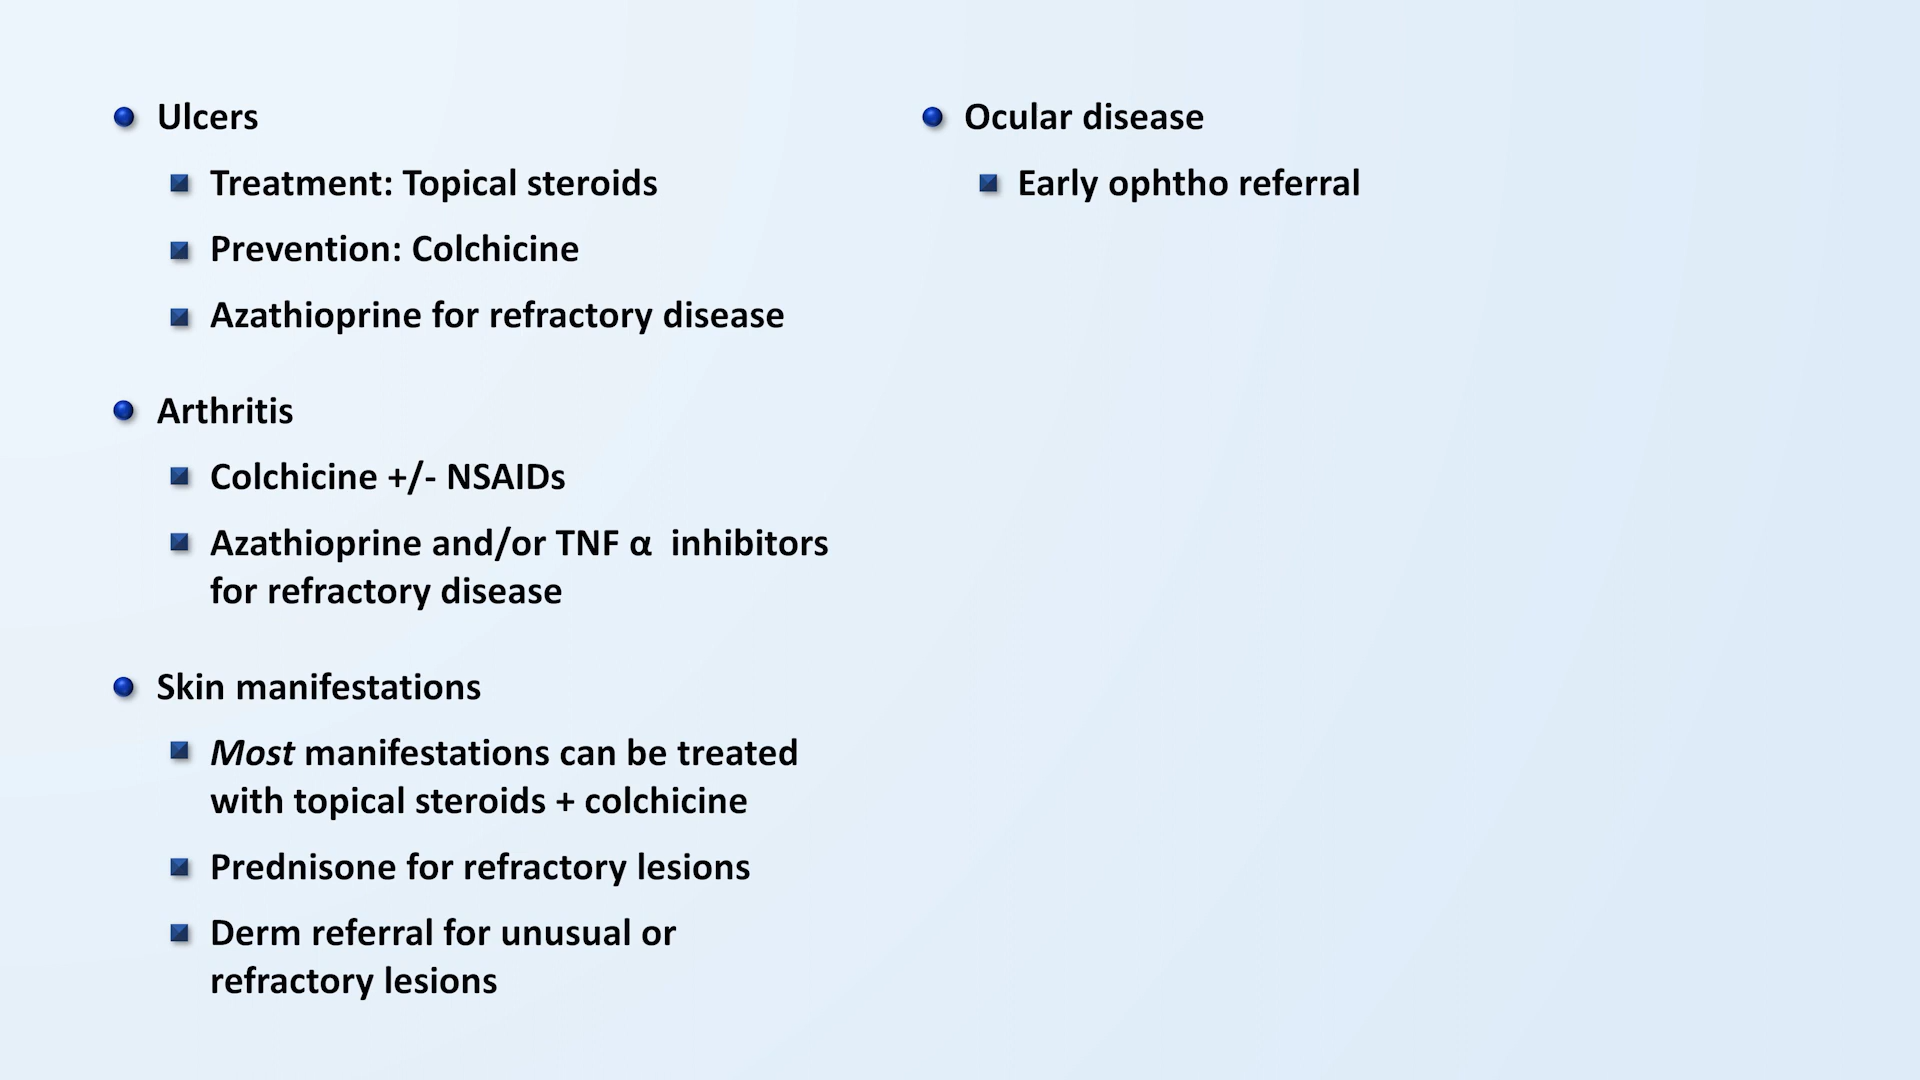 Ulcers
Treatment: Topical steroids
Prevention: Colchicine
Azathioprine for refractory disease
Arthritis
Colchicine +/- NSAIDs
Azathioprine and/or TNF α inhibitors
for refractory disease
Skin manifestations
Most manifestations can be treated
with topical steroids + colchicine
Prednisone for refractory lesions
Derm referral for unusual or
refractory lesions
Ocular disease
Early ophtho referral